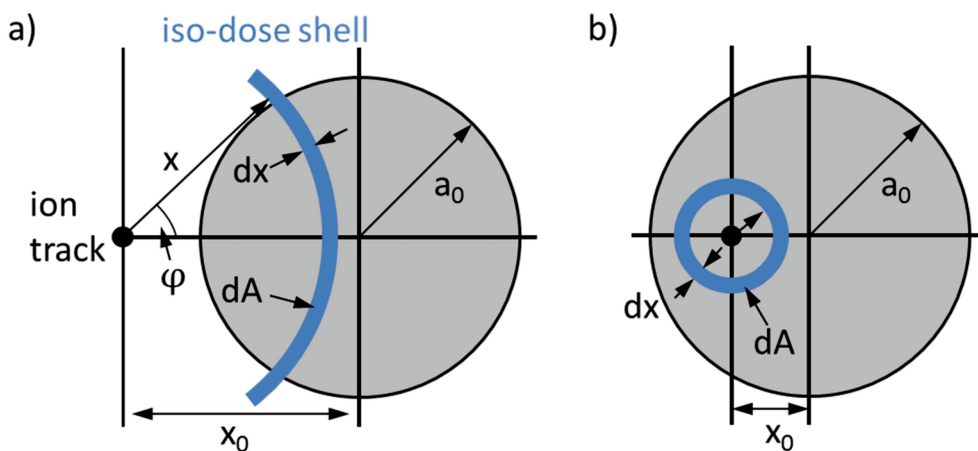 a)
iso-dose shell
x
dx
a₀
ion
track
φ
dA
x₀
b)
a₀
dx
dA
x₀